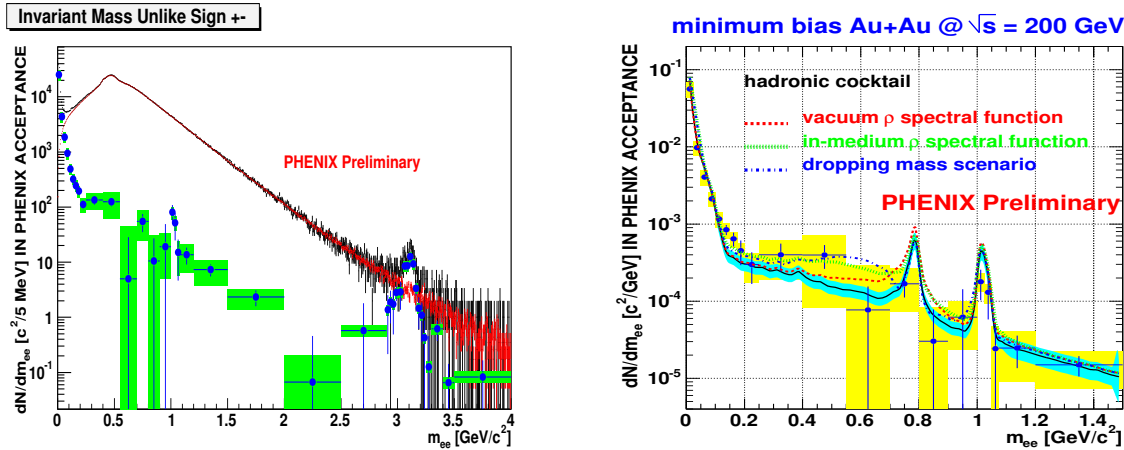 Invariant Mass Unlike Sign +-
dN/dm_ee [c²/5 MeV] IN PHENIX ACCEPTANCE
10⁴
10³
10²
10
1
10⁻¹
PHENIX Preliminary
0 0.5 1 1.5 2 2.5 3 3.5 4
m_ee [GeV/c²]
minimum bias Au+Au @ √s = 200 GeV
dN/dm_ee [c²/GeV] IN PHENIX ACCEPTANCE
10⁻¹
10⁻²
10⁻³
10⁻⁴
10⁻⁵
hadronic cocktail
vacuum ρ spectral function
in-medium ρ spectral function
dropping mass scenario
PHENIX Preliminary
0 0.2 0.4 0.6 0.8 1 1.2 1.4
m_ee [GeV/c²]